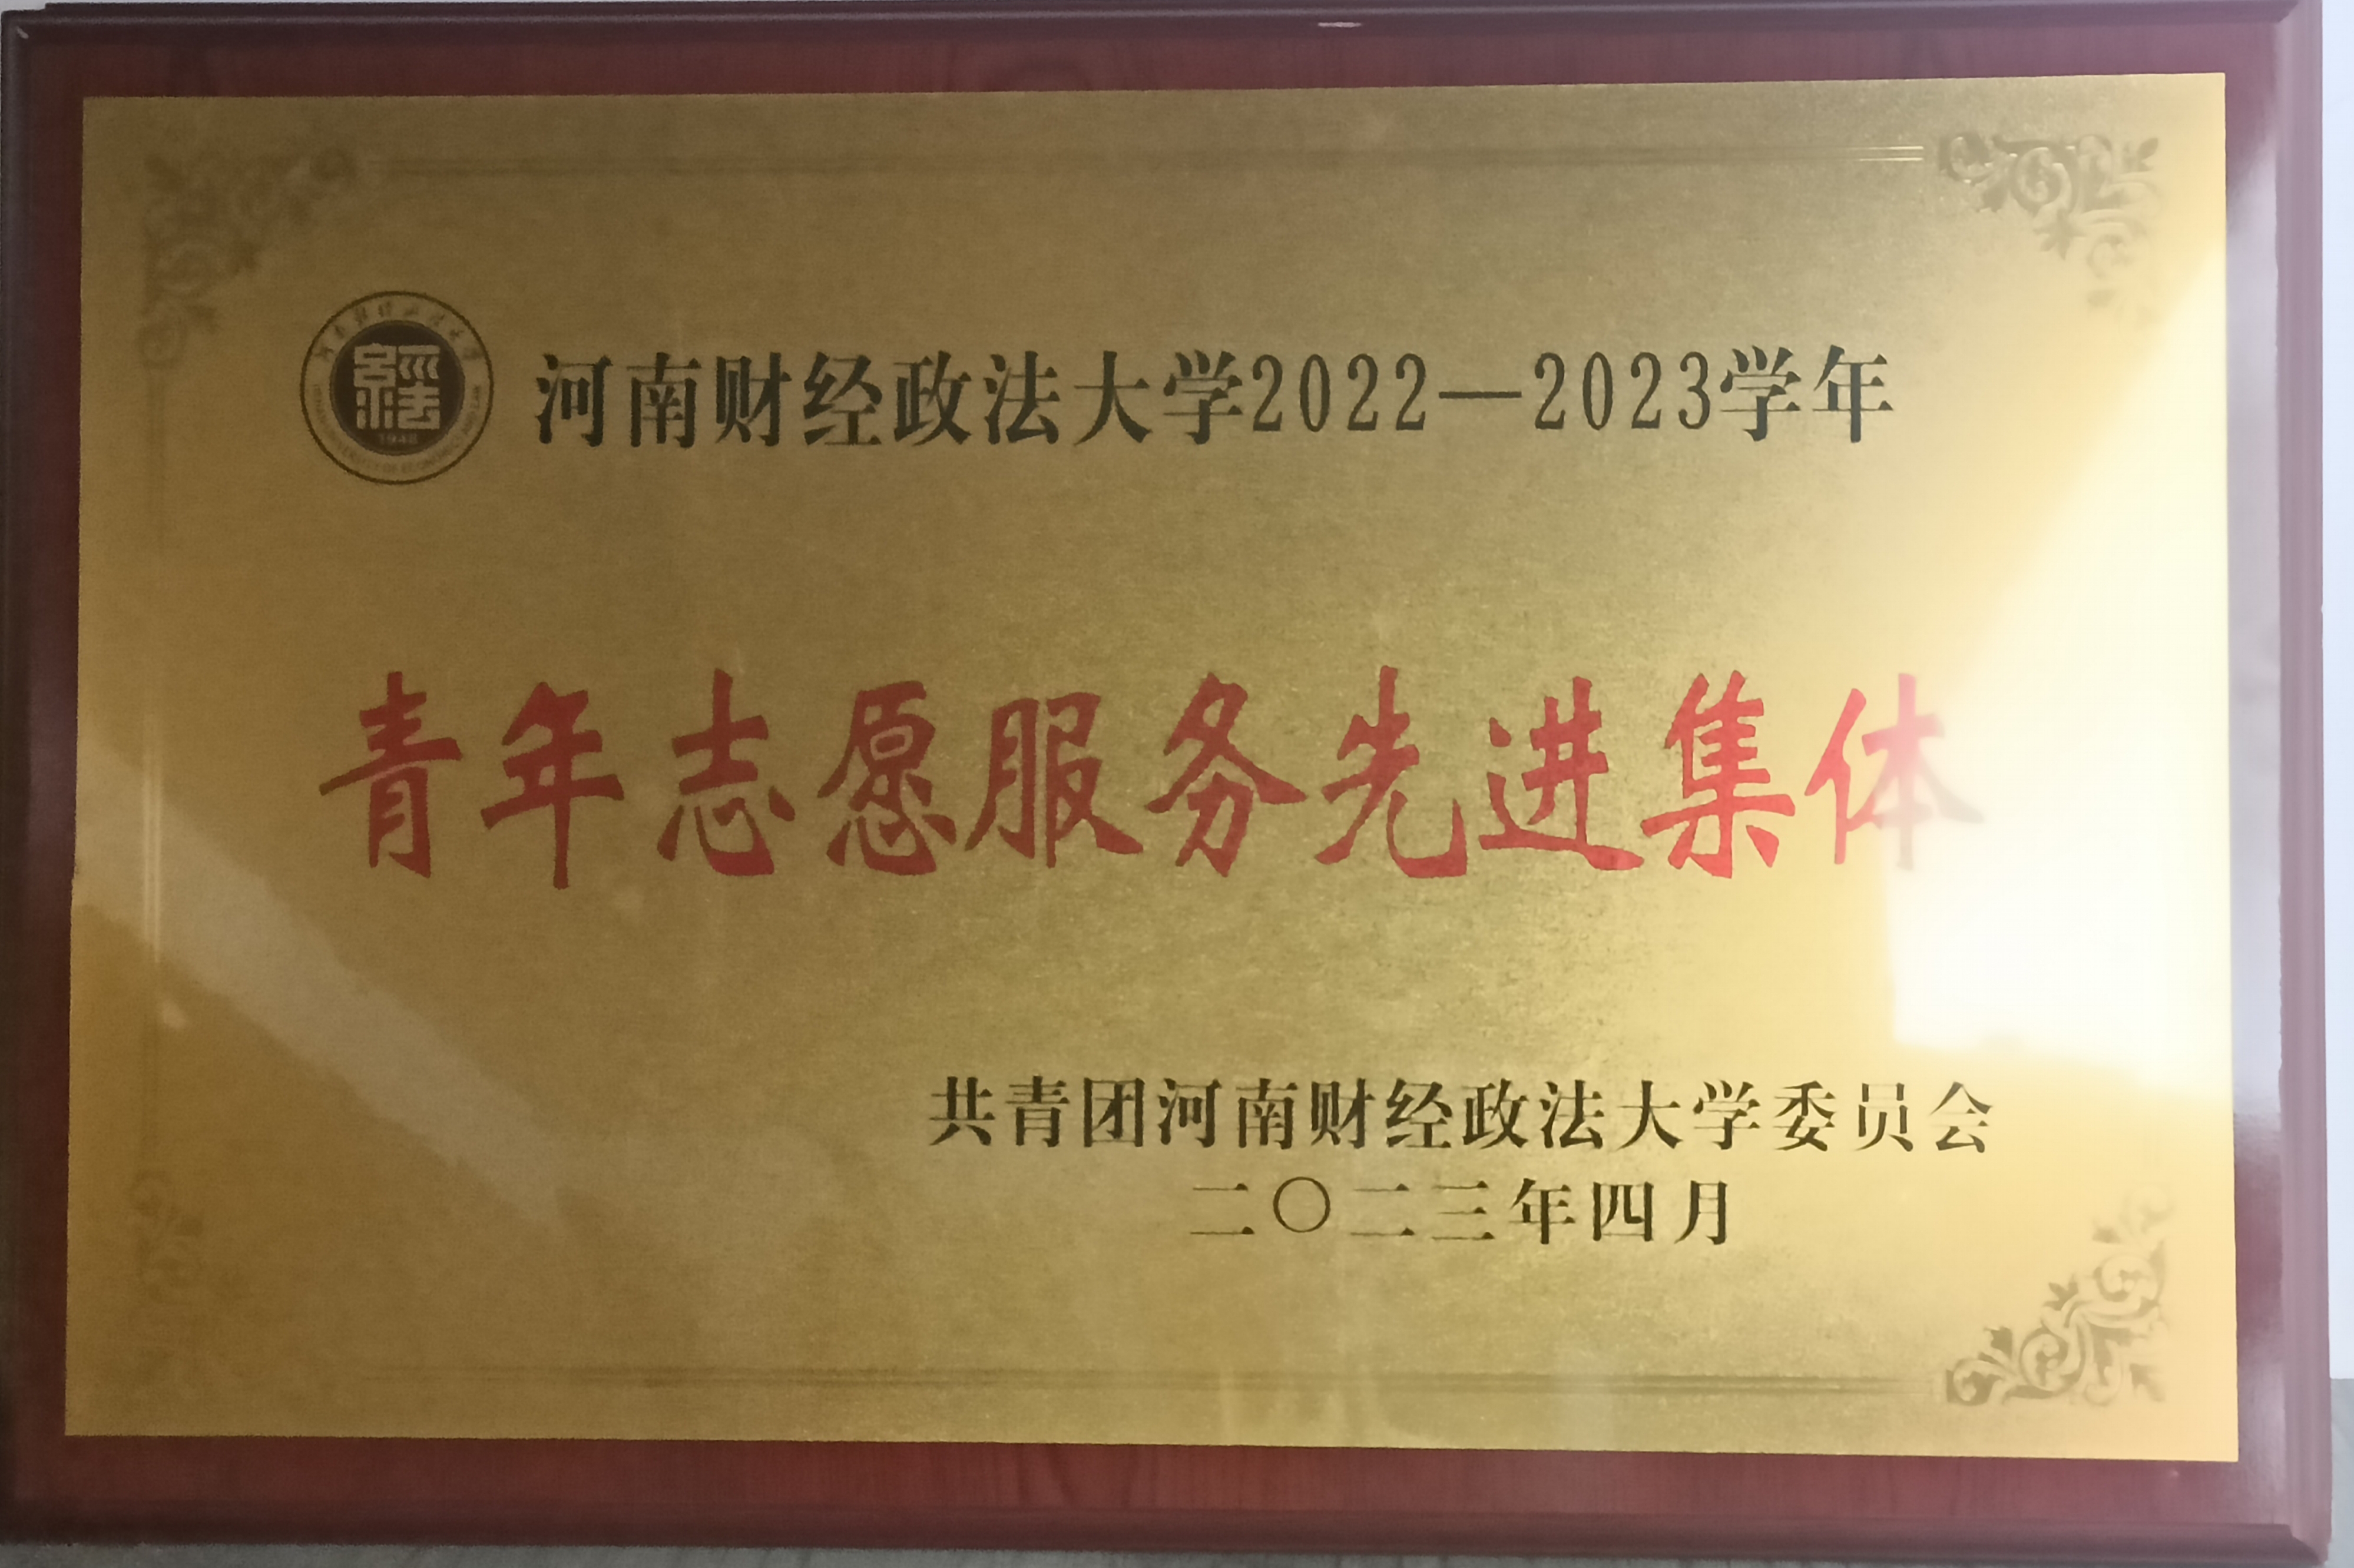 河南财经政法大学2022—2023学年
青年志愿服务先进集体
共青团河南财经政法大学委员会
二〇二三年四月